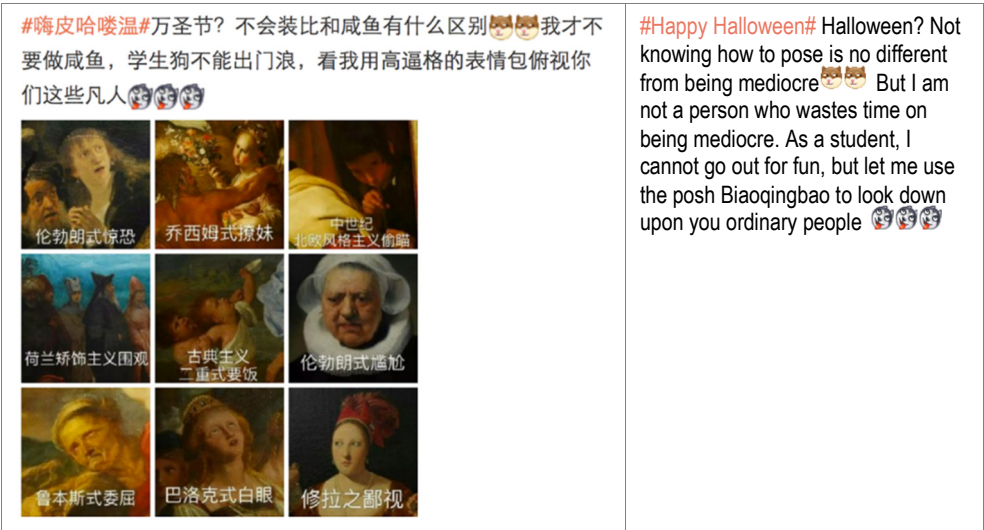 #嗨皮哈喽温#万圣节？不会装比和咸鱼有什么区别我才不
要做咸鱼，学生狗不能出门浪，看我用高逼格的表情包俯视你
们这些凡人
伦勃朗式惊恐
乔西姆式撩妹
中世纪
北欧风格主义偷瞄
荷兰矫饰主义围观
古典主义
二重式要饭
伦勃朗式尴尬
鲁本斯式委屈
巴洛克式白眼
修拉之鄙视
#Happy Halloween# Halloween? Not
knowing how to pose is no different
from being mediocre But I am
not a person who wastes time on
being mediocre. As a student, I
cannot go out for fun, but let me use
the posh Biaoqingbao to look down
upon you ordinary people